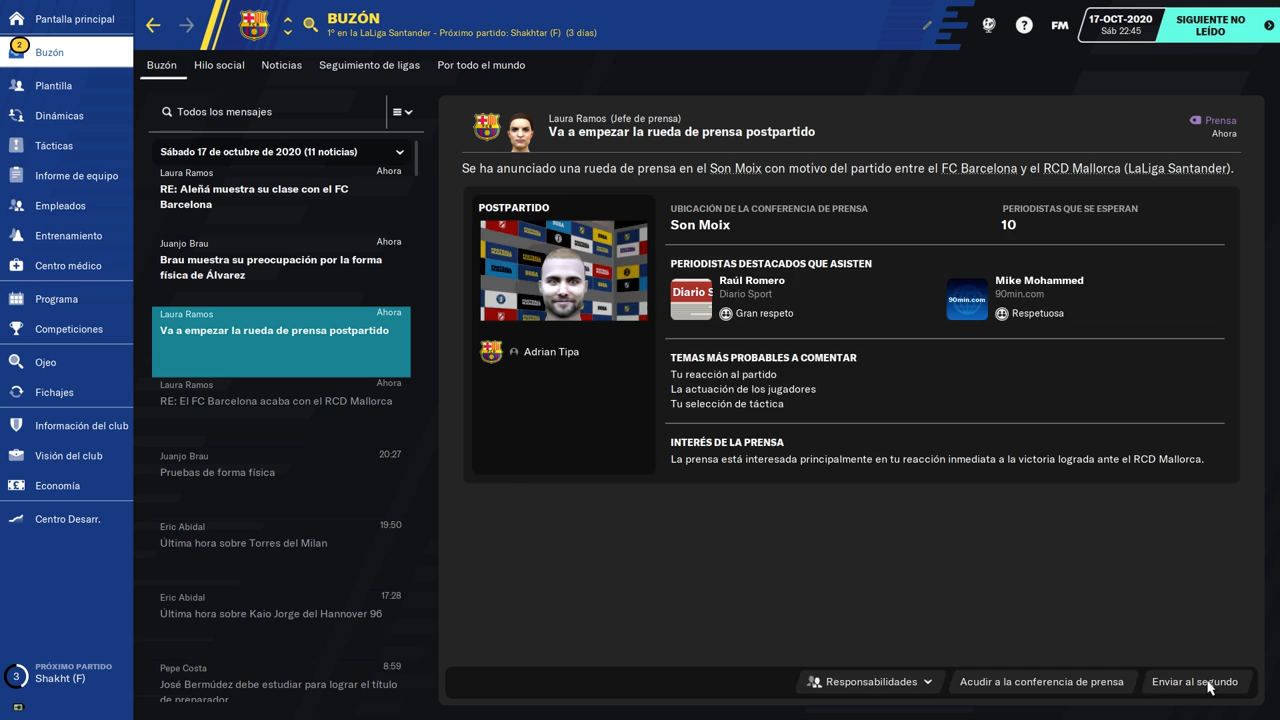 Pantalla principal
2
Buzón
Plantilla
Dinámicas
Tácticas
Informe de equipo
Empleados
Entrenamiento
Centro médico
Programa
Competiciones
Ojeo
Fichajes
Información del club
Visión del club
Economía
Centro Desarr.
3
PRÓXIMO PARTIDO
Shakht (F)
BUZÓN
1º en la LaLiga Santander - Próximo partido: Shakhtar (F) (3 días)
?
FM
17-OCT-2020
Sáb 22:45
SIGUIENTE NO
LEÍDO
Buzón
Hilo social
Noticias
Seguimiento de ligas
Por todo el mundo
Todos los mensajes
Sábado 17 de octubre de 2020 (11 noticias)
Laura Ramos
Ahora
RE: Aleñá muestra su clase con el FC
Barcelona
Juanjo Brau
Ahora
Brau muestra su preocupación por la forma
física de Álvarez
Laura Ramos
Ahora
Va a empezar la rueda de prensa postpartido
Laura Ramos
Ahora
RE: El FC Barcelona acaba con el RCD Mallorca
Juanjo Brau
20:27
Pruebas de forma física
Eric Abidal
19:50
Última hora sobre Torres del Milan
Eric Abidal
17:28
Última hora sobre Kaio Jorge del Hannover 96
Pepe Costa
8:59
José Bermúdez debe estudiar para lograr el título
de preparador
Laura Ramos (Jefe de prensa)
Va a empezar la rueda de prensa postpartido
Prensa
Ahora
Se ha anunciado una rueda de prensa en el Son Moix con motivo del partido entre el FC Barcelona y el RCD Mallorca (LaLiga Santander).
POSTPARTIDO
Adrian Tipa
UBICACIÓN DE LA CONFERENCIA DE PRENSA
Son Moix
PERIODISTAS QUE SE ESPERAN
10
PERIODISTAS DESTACADOS QUE ASISTEN
Diario S
Raúl Romero
Diario Sport
Gran respeto
90min.com
Mike Mohammed
90min.com
Respetuosa
TEMAS MÁS PROBABLES A COMENTAR
Tu reacción al partido
La actuación de los jugadores
Tu selección de táctica
INTERÉS DE LA PRENSA
La prensa está interesada principalmente en tu reacción inmediata a la victoria lograda ante el RCD Mallorca.
Responsabilidades
Acudir a la conferencia de prensa
Enviar al segundo